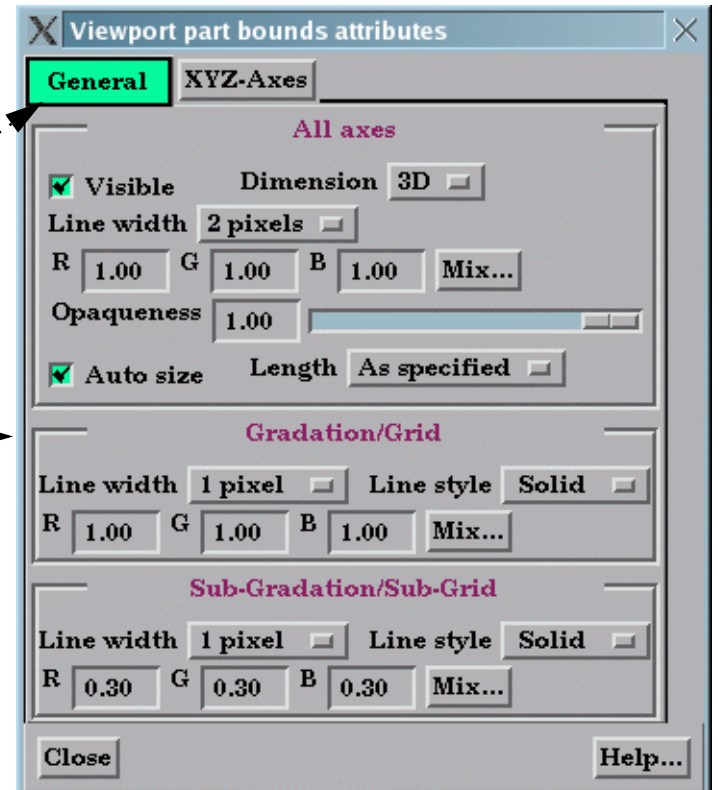 Viewport part bounds attributes
General XYZ-Axes
All axes
Visible Dimension 3D
Line width 2 pixels
R 1.00 G 1.00 B 1.00 Mix...
Opaqueness 1.00
Auto size Length As specified
Gradation/Grid
Line width 1 pixel Line style Solid
R 1.00 G 1.00 B 1.00 Mix...
Sub-Gradation/Sub-Grid
Line width 1 pixel Line style Solid
R 0.30 G 0.30 B 0.30 Mix...
Close Help...